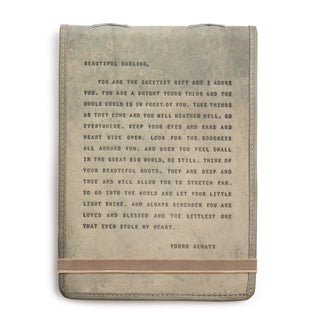 BEAUTIFUL DARLING,
YOU ARE THE SWEETEST GIFT AND I ADORE
YOU. YOU ARE A BRIGHT YOUNG THING AND THE
WHOLE WORLD IS IN FRONT OF YOU. TAKE THINGS
AS THEY COME AND YOU WILL WEATHER WELL. GO
EVERYWHERE. KEEP YOUR EYES AND EARS AND
HEART WIDE OPEN. LOOK FOR THE GOODNESS
ALL AROUND YOU. AND WHEN YOU FEEL SMALL
IN THE GREAT BIG WORLD, BE STILL. THINK OF
YOUR BEAUTIFUL ROOTS. THEY ARE DEEP AND
TRUE AND WILL ALLOW YOU TO STRETCH FAR.
SO GO INTO THE WORLD AND LET YOUR LITTLE
LIGHT SHINE. AND ALWAYS REMEMBER YOU ARE
LOVED AND BLESSED AND THE LITTLEST ONE
THAT EVER STOLE MY HEART.
YOURS ALWAYS